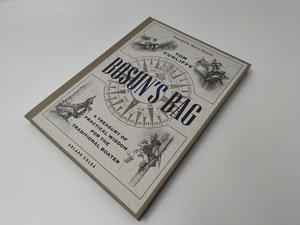 TOM
CUNLIFFE
BOSUN'S BAG
A TREASURY OF
PRACTICAL WISDOM
FOR THE
TRADITIONAL BOATER
ADLARD COLES